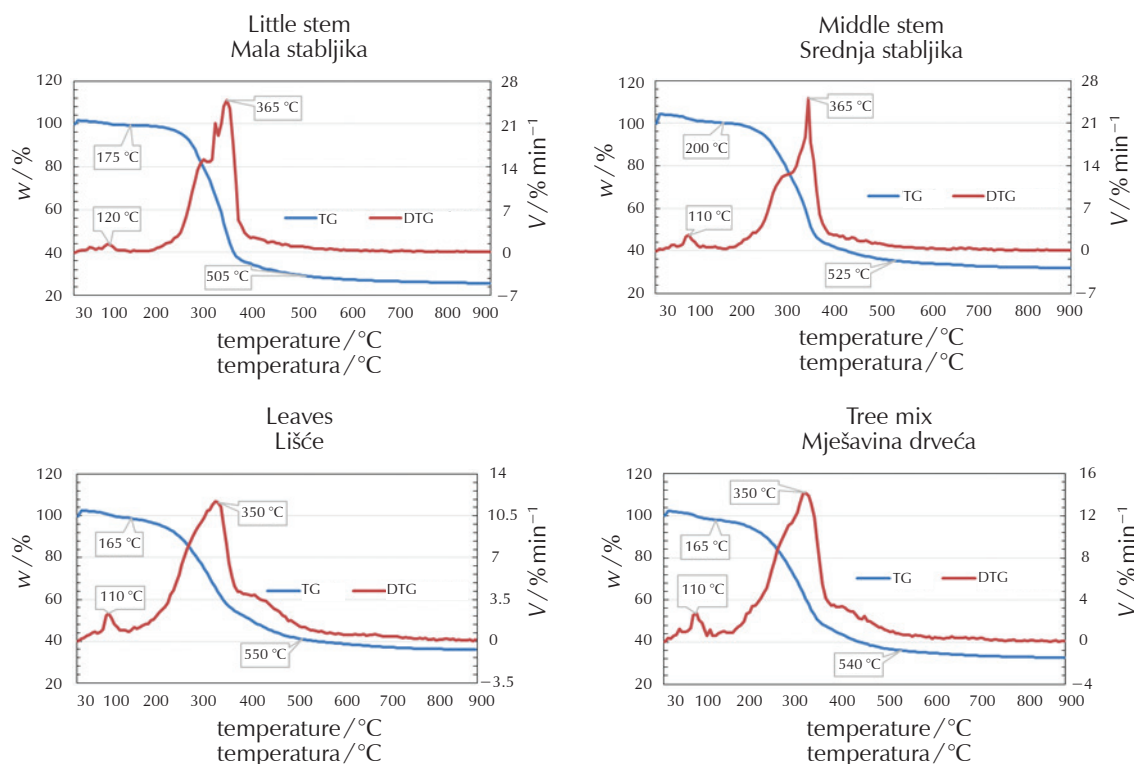 Little stem
Mala stabljika
120
100
80
60
40
20
w / %
28
21
14
7
0
−7
V / % min−1
365 °C
175 °C
120 °C
505 °C
TG
DTG
30 100 200 300 400 500 600 700 800 900
temperature / °C
temperatura / °C
Middle stem
Srednja stabljika
120
100
80
60
40
20
w / %
28
21
14
7
0
−7
V / % min−1
365 °C
200 °C
110 °C
525 °C
TG
DTG
30 100 200 300 400 500 600 700 800 900
temperature / °C
temperatura / °C
Leaves
Lišće
120
100
80
60
40
20
w / %
14
10.5
7
3.5
0
−3.5
V / % min−1
350 °C
165 °C
110 °C
550 °C
TG
DTG
30 100 200 300 400 500 600 700 800 900
temperature / °C
temperatura / °C
Tree mix
Mješavina drveća
120
100
80
60
40
20
w / %
16
12
8
4
0
−4
V / % min−1
350 °C
165 °C
110 °C
540 °C
TG
DTG
30 100 200 300 400 500 600 700 800 900
temperature / °C
temperatura / °C